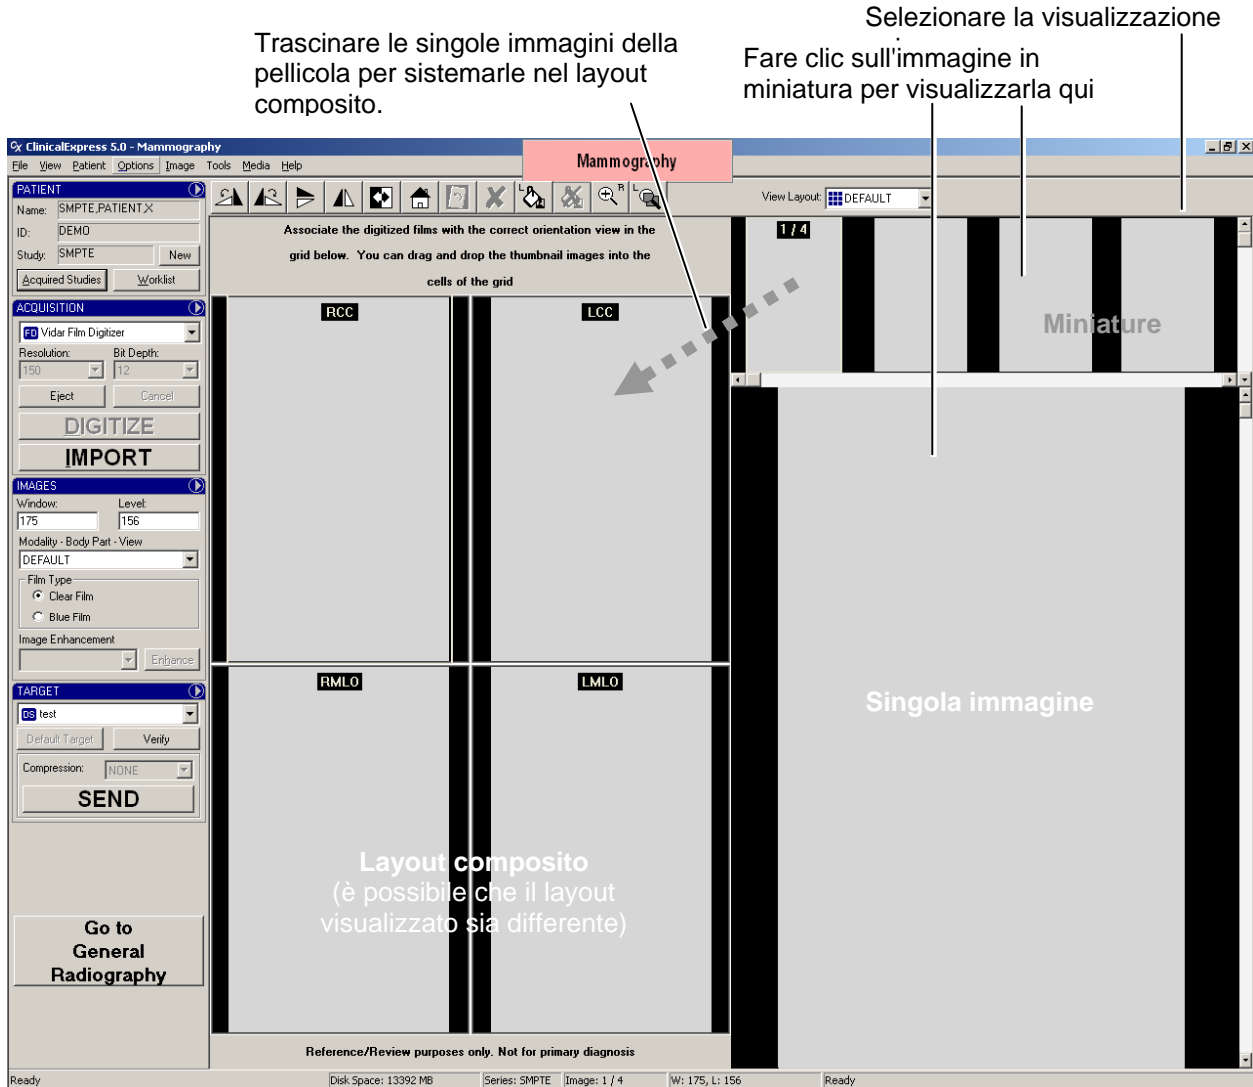 Selezionare la visualizzazione
.
Trascinare le singole immagini della
pellicola per sistemarle nel layout
composito.
Fare clic sull'immagine in
miniatura per visualizzarla qui
ClinicalExpress 5.0 - Mammography
File View Patient Options Image Tools Media Help
Mammography
PATIENT
Name: SMPTE,PATIENT,X
ID: DEMO
Study: SMPTE New
Acquired Studies Worklist
ACQUISITION
FD Vidar Film Digitizer
Resolution: Bit Depth:
150 12
Eject Cancel
DIGITIZE
IMPORT
IMAGES
Window: Level:
175 156
Modality - Body Part - View
DEFAULT
Film Type
Clear Film
Blue Film
Image Enhancement
Enhance
TARGET
DS test
Default Target Verify
Compression: NONE
SEND
Go to
General
Radiography
L R L
View Layout: DEFAULT
Associate the digitized films with the correct orientation view in the
grid below. You can drag and drop the thumbnail images into the
cells of the grid
RCC LCC
RMLO LMLO
Layout composito
(è possibile che il layout
visualizzato sia differente)
Reference/Review purposes only. Not for primary diagnosis
1 / 4
Miniature
Singola immagine
Ready Disk Space: 13392 MB Series: SMPTE Image: 1 / 4 W: 175, L: 156 Ready